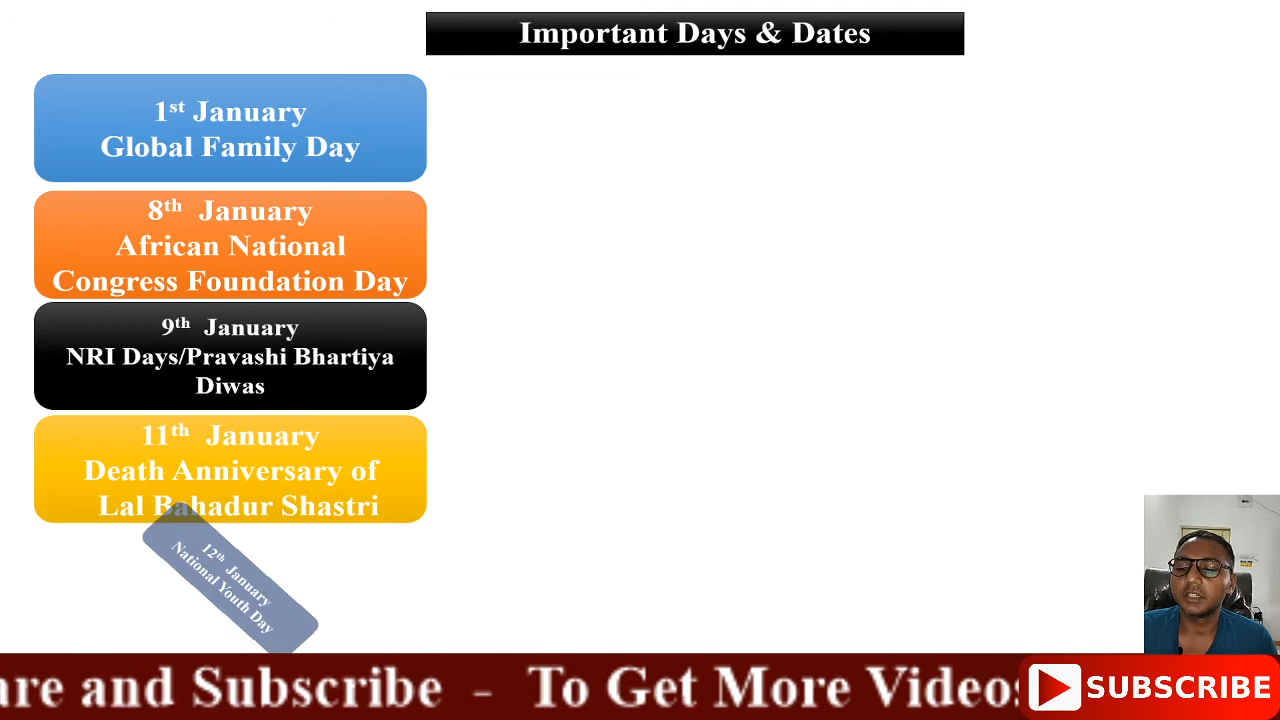 Important Days & Dates
1st January
Global Family Day
8th January
African National
Congress Foundation Day
9th January
NRI Days/Pravashi Bhartiya
Diwas
11th January
Death Anniversary of
Lal Bahadur Shastri
12th January
National Youth Day
are and Subscribe - To Get More Videos
SUBSCRIBE